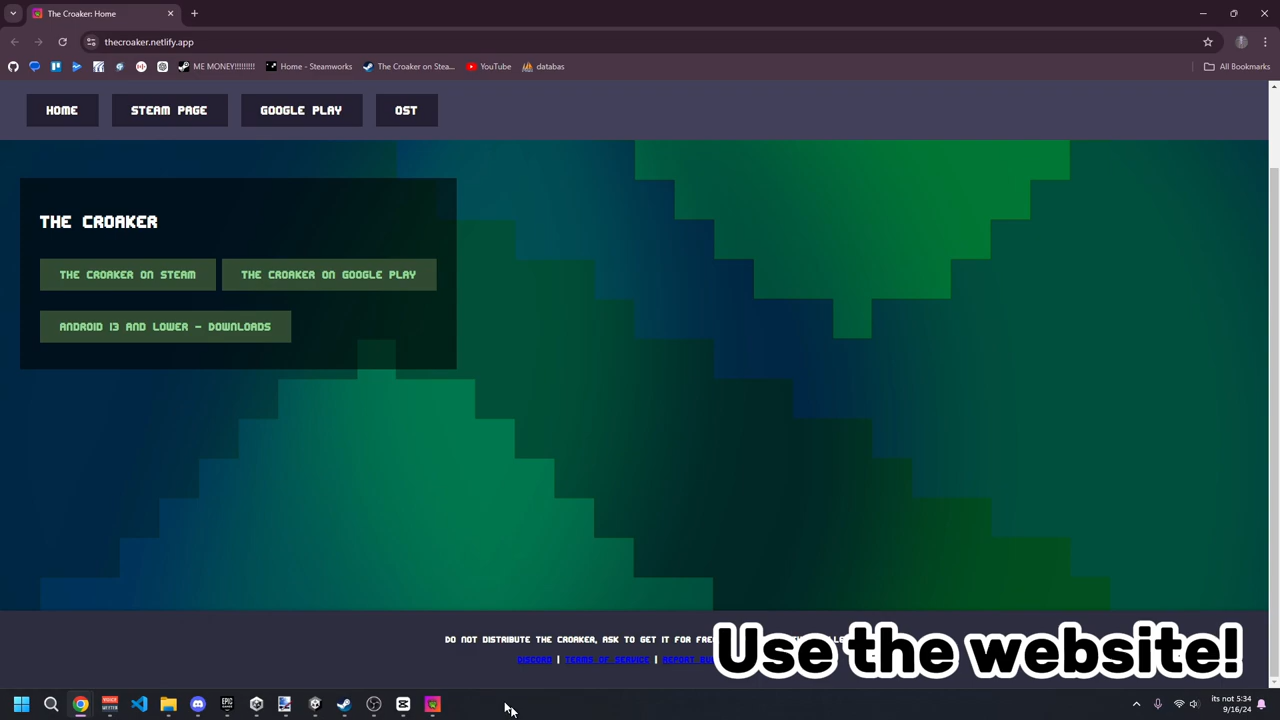 The Croaker: Home
thecroaker.netlify.app
ME MONEY!!!!!!!!! Home - Steamworks The Croaker on Stea... YouTube databas All Bookmarks
HOME STEAM PAGE GOOGLE PLAY OST
THE CROAKER
THE CROAKER ON STEAM THE CROAKER ON GOOGLE PLAY
ANDROID 13 AND LOWER - DOWNLOADS
DO NOT DISTRIBUTE THE CROAKER, ASK TO GET IT FOR FRE
DISCORD | TERMS OF SERVICE | REPORT BU
Use the website!
its not 5:34
9/16/24